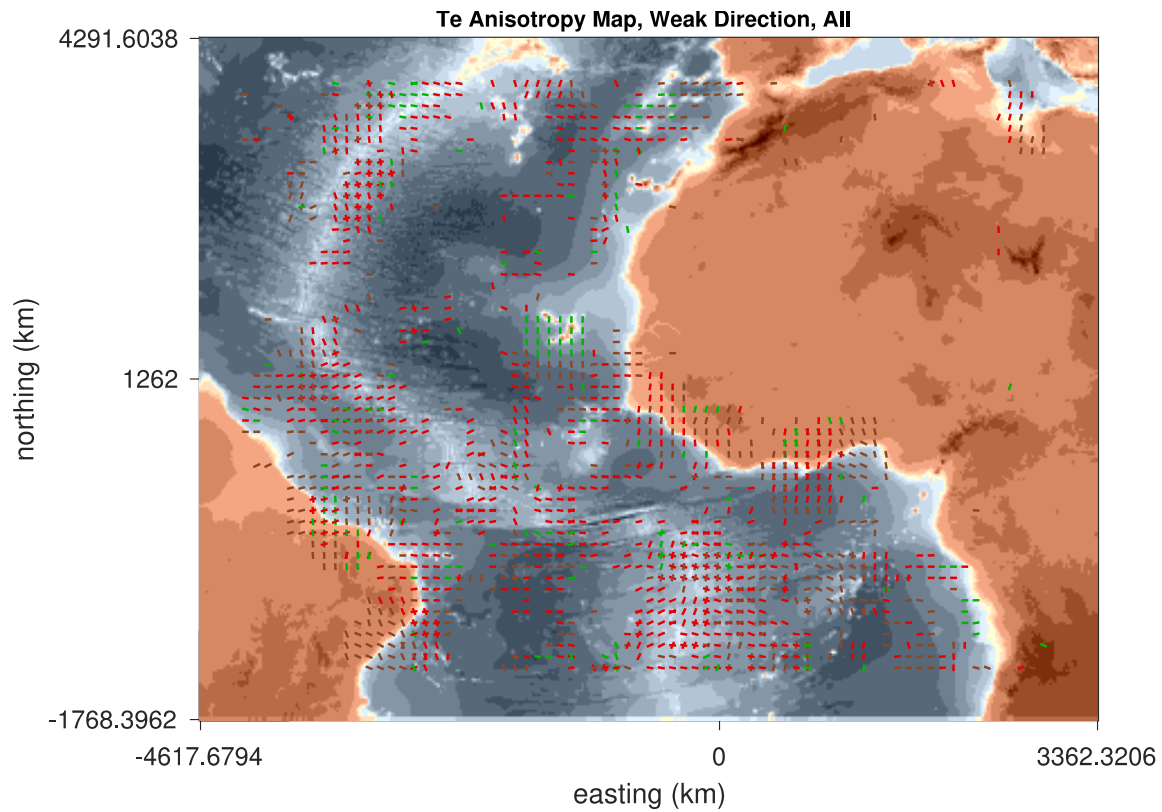 Te Anisotropy Map, Weak Direction, All
4291.6038
1262
-1768.3962
northing (km)
-4617.6794
0
3362.3206
easting (km)